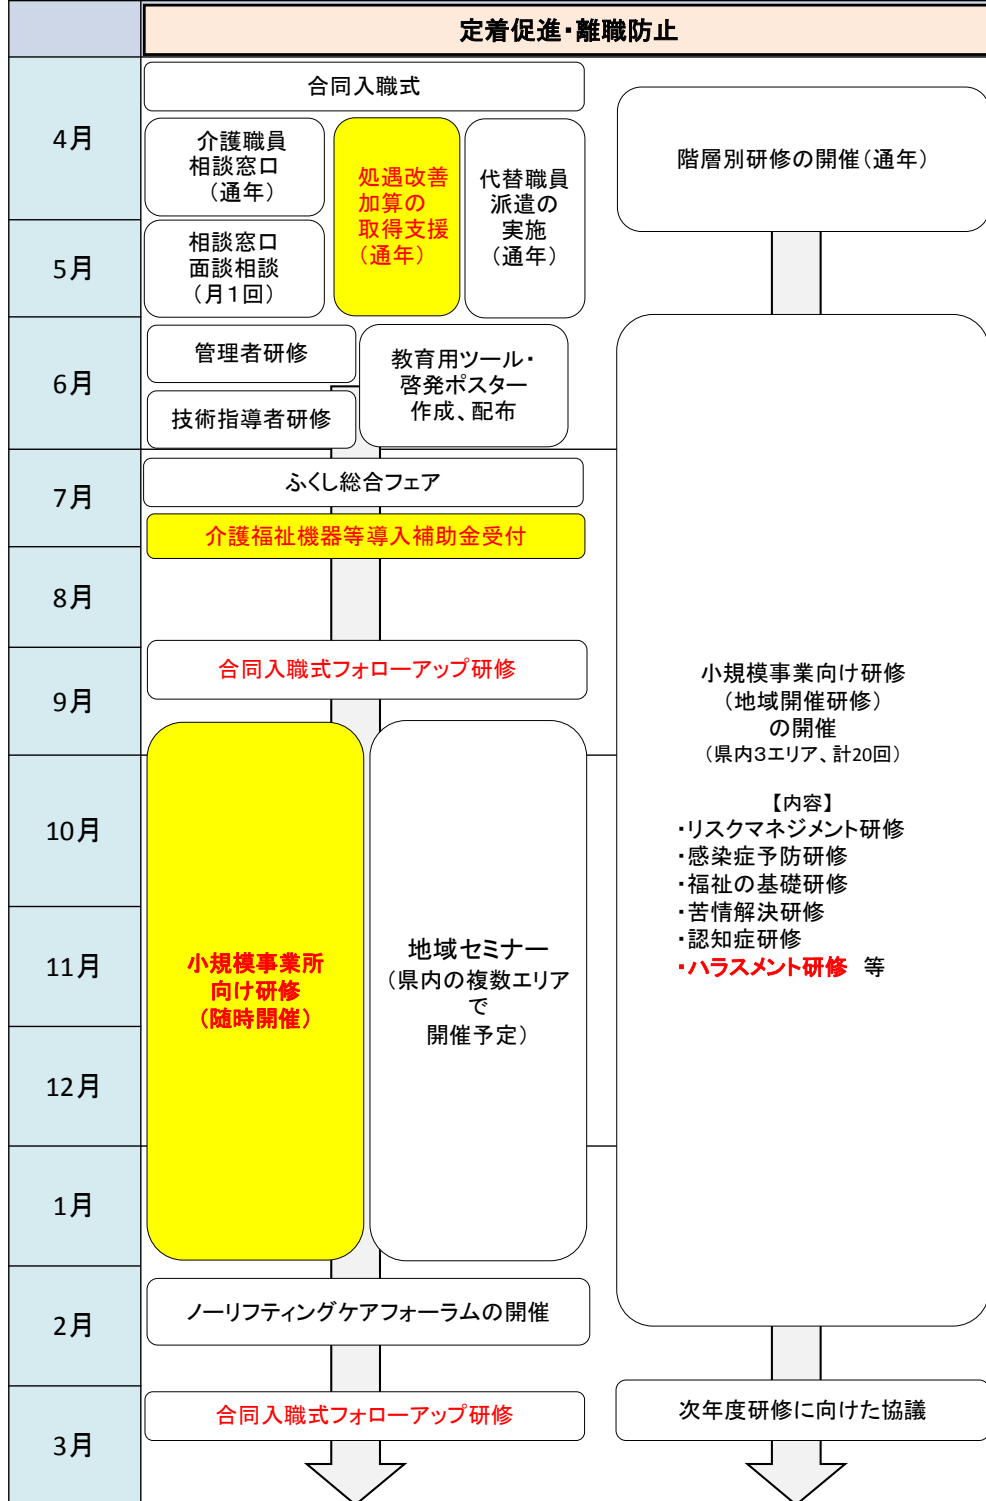 定着促進・離職防止
4月
5月
6月
7月
8月
9月
10月
11月
12月
1月
2月
3月
合同入職式
介護職員
相談窓口
（通年）
処遇改善
加算の
取得支援
（通年）
代替職員
派遣の
実施
（通年）
相談窓口
面談相談
（月１回）
管理者研修
技術指導者研修
教育用ツール・
啓発ポスター
作成、配布
ふくし総合フェア
介護福祉機器等導入補助金受付
合同入職式フォローアップ研修
小規模事業所
向け研修
（随時開催）
地域セミナー
（県内の複数エリア
で
開催予定）
ノーリフティングケアフォーラムの開催
合同入職式フォローアップ研修
階層別研修の開催（通年）
小規模事業向け研修
（地域開催研修）
の開催
（県内３エリア、計20回）
【内容】
・リスクマネジメント研修
・感染症予防研修
・福祉の基礎研修
・苦情解決研修
・認知症研修
・ハラスメント研修　等
次年度研修に向けた協議